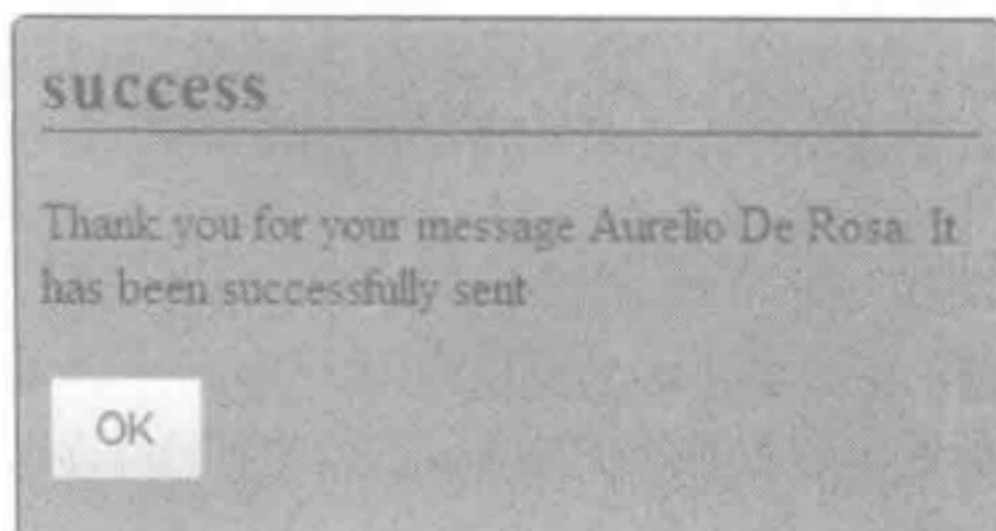 success
Thank you for your message Aurelio De Rosa. It
has been successfully sent
OK